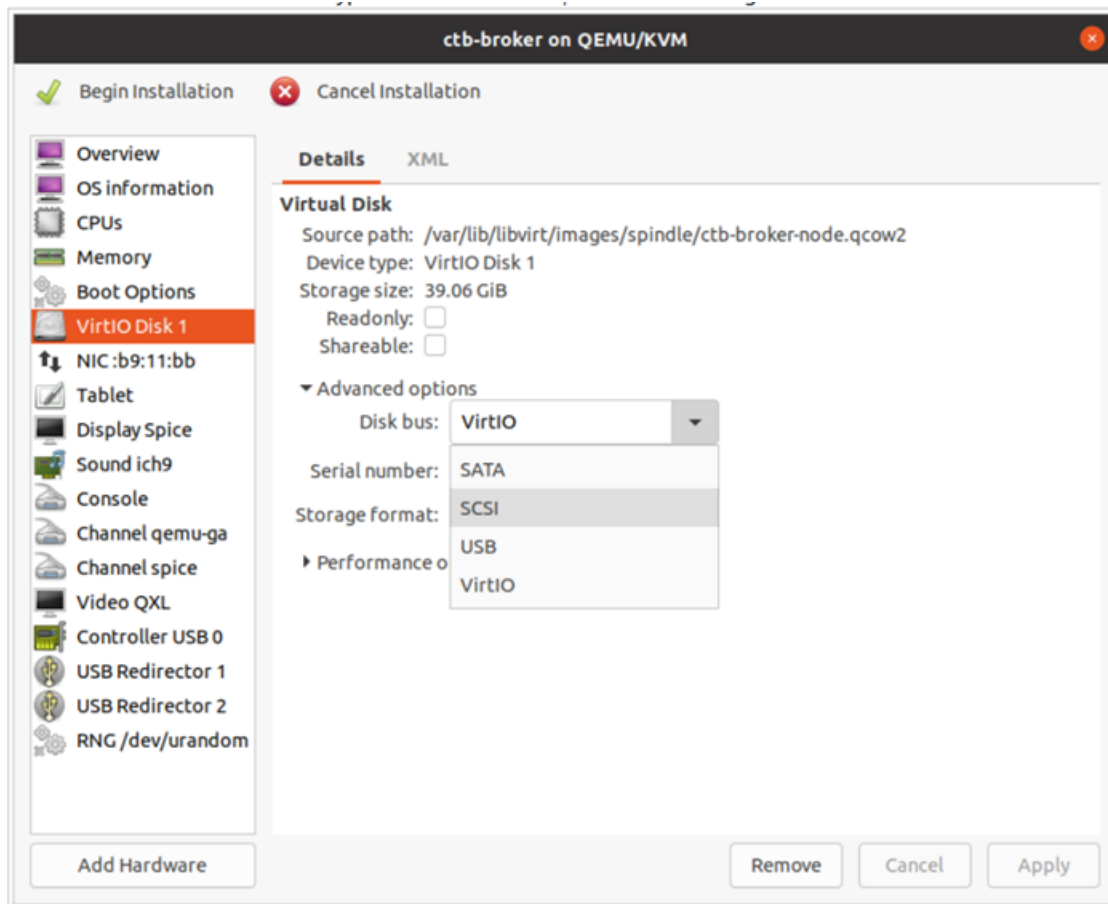 ctb-broker on QEMU/KVM
Begin Installation
Cancel Installation
Overview
OS information
CPUs
Memory
Boot Options
VirtIO Disk 1
NIC :b9:11:bb
Tablet
Display Spice
Sound ich9
Console
Channel qemu-ga
Channel spice
Video QXL
Controller USB 0
USB Redirector 1
USB Redirector 2
RNG /dev/urandom
Add Hardware
Details XML
Virtual Disk
Source path: /var/lib/libvirt/images/spindle/ctb-broker-node.qcow2
Device type: VirtIO Disk 1
Storage size: 39.06 GiB
Readonly:
Shareable:
Advanced options
Disk bus: VirtIO
Serial number:
Storage format:
Performance o
SATA
SCSI
USB
VirtIO
Remove Cancel Apply